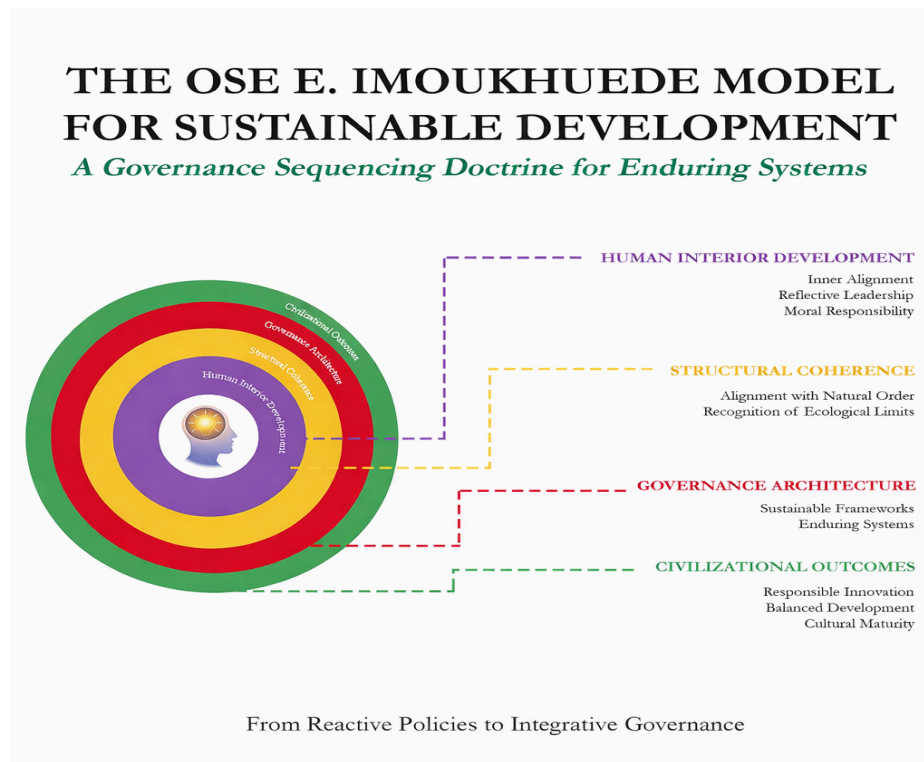 THE OSE E. IMOUKHUEDE MODEL
FOR SUSTAINABLE DEVELOPMENT
A Governance Sequencing Doctrine for Enduring Systems
Civilizational Outcomes
Governance Architecture
Structural Coherence
Human Interior Development
HUMAN INTERIOR DEVELOPMENT
Inner Alignment
Reflective Leadership
Moral Responsibility
STRUCTURAL COHERENCE
Alignment with Natural Order
Recognition of Ecological Limits
GOVERNANCE ARCHITECTURE
Sustainable Frameworks
Enduring Systems
CIVILIZATIONAL OUTCOMES
Responsible Innovation
Balanced Development
Cultural Maturity
From Reactive Policies to Integrative Governance